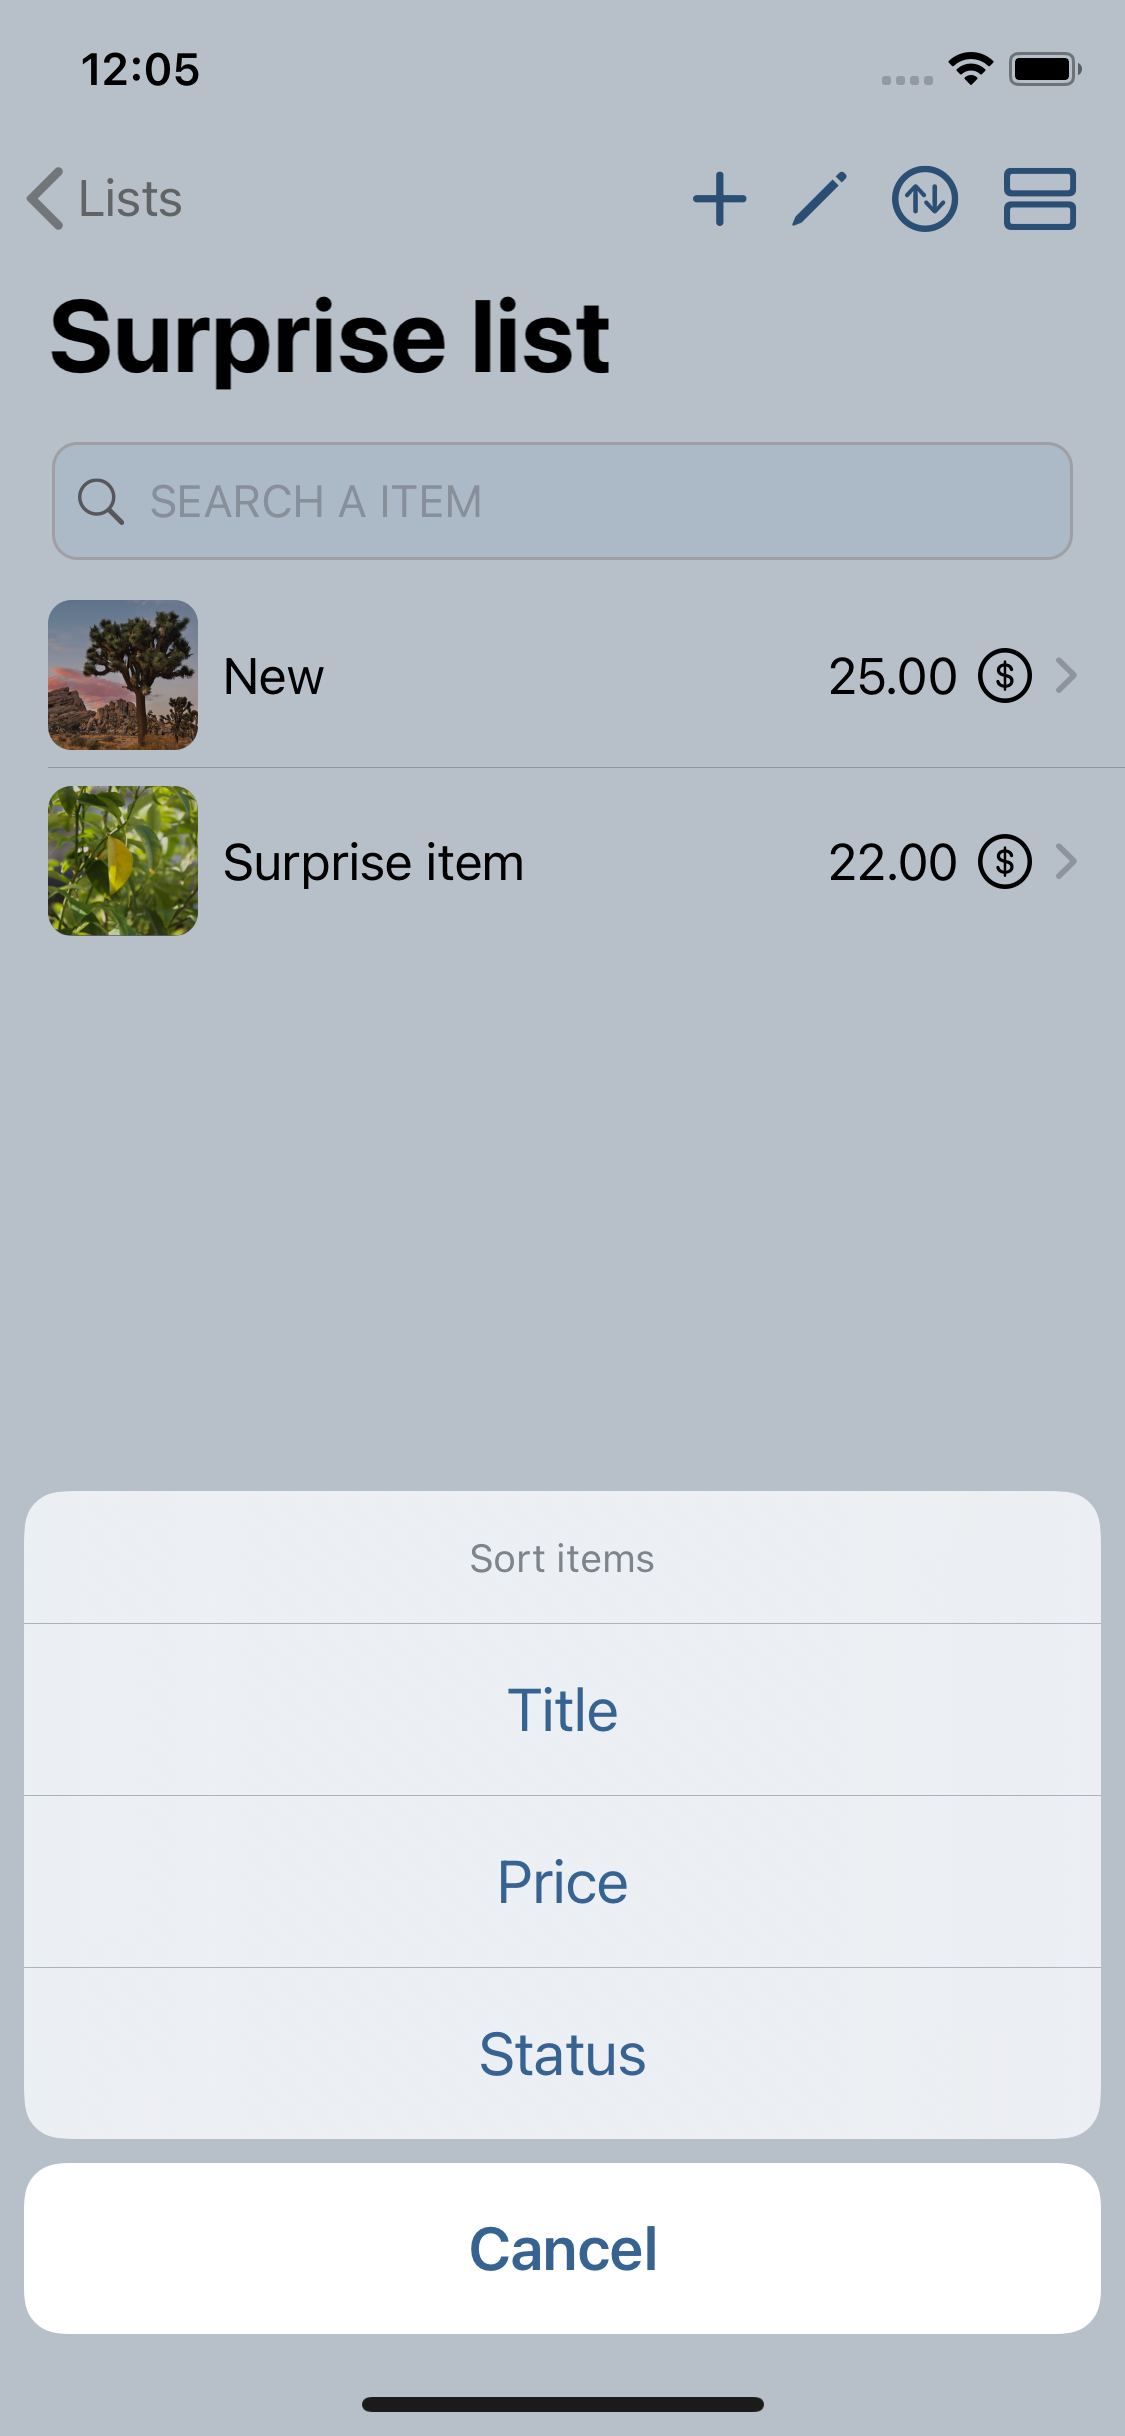 12:05
Lists
Surprise list
SEARCH A ITEM
New 25.00 $
Surprise item 22.00 $
Sort items
Title
Price
Status
Cancel